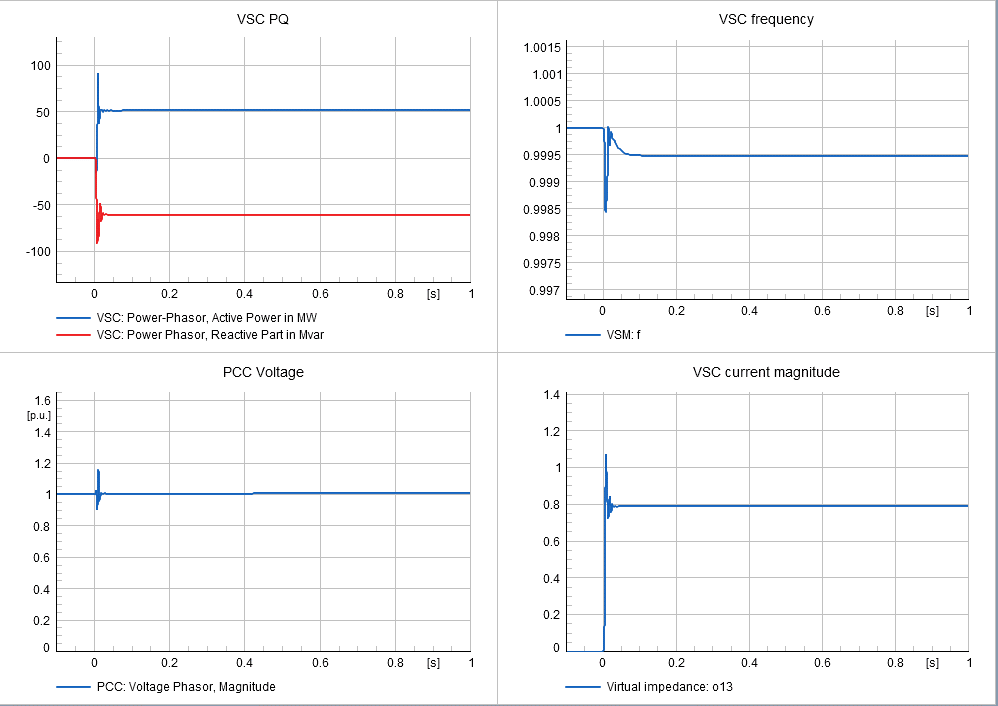 VSC PQ
100
50
0
-50
-100
0 0.2 0.4 0.6 0.8 [s] 1
VSC: Power-Phasor, Active Power in MW
VSC: Power Phasor, Reactive Part in Mvar
VSC frequency
1.0015
1.001
1.0005
1
0.9995
0.999
0.9985
0.998
0.9975
0.997
0 0.2 0.4 0.6 0.8 [s] 1
VSM: f
PCC Voltage
1.6
[p.u.]
1.4
1.2
1
0.8
0.6
0.4
0.2
0
0 0.2 0.4 0.6 0.8 [s] 1
PCC: Voltage Phasor, Magnitude
VSC current magnitude
1.4
1.2
1
0.8
0.6
0.4
0.2
0
0 0.2 0.4 0.6 0.8 [s] 1
Virtual impedance: o13